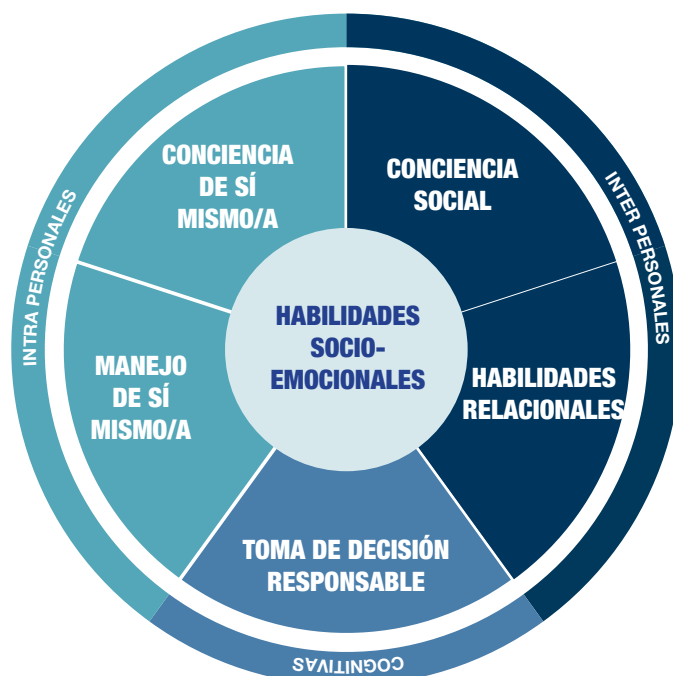 CONCIENCIA
DE SÍ
MISMO/A
CONCIENCIA
SOCIAL
INTRA PERSONALES
INTER PERSONALES
HABILIDADES
SOCIO-
EMOCIONALES
MANEJO
DE SÍ
MISMO/A
HABILIDADES
RELACIONALES
TOMA DE DECISIÓN
RESPONSABLE
COGNITIVAS